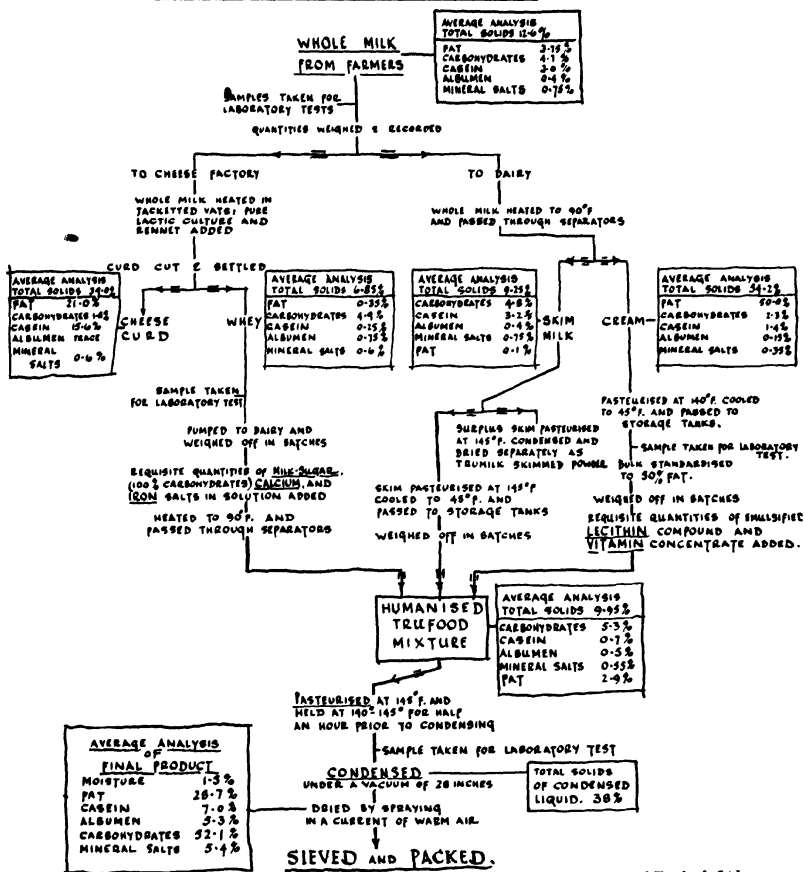 WHOLE MILK
FROM FARMERS
AVERAGE ANALYSIS
TOTAL SOLIDS 12·6%
FAT 3·75%
CARBOHYDRATES 4·7%
CASEIN 3·0%
ALBUMEN 0·4%
MINERAL SALTS 0·75%
SAMPLES TAKEN FOR
LABORATORY TESTS
QUANTITIES WEIGHED & RECORDED
TO CHEESE FACTORY
WHOLE MILK HEATED IN
JACKETTED VATS; PURE
LACTIC CULTURE AND
RENNET ADDED
CURD CUT & SETTLED
TO DAIRY
WHOLE MILK HEATED TO 90°F
AND PASSED THROUGH SEPARATORS
AVERAGE ANALYSIS
TOTAL SOLIDS
FAT 21·0%
CARBOHYDRATES
CASEIN 15·6%
ALBUMEN TRACE
MINERAL
SALTS 0·6%
CHEESE
CURD
WHEY
AVERAGE ANALYSIS
TOTAL SOLIDS 6·85%
FAT 0·35%
CARBOHYDRATES 4·9%
CASEIN 0·25%
ALBUMEN 0·75%
MINERAL SALTS 0·6%
AVERAGE ANALYSIS
TOTAL SOLIDS 9·25%
CARBOHYDRATES 4·8%
CASEIN 3·2%
ALBUMEN 0·4%
MINERAL SALTS 0·75%
FAT 0·1%
SKIM
MILK
CREAM
AVERAGE ANALYSIS
TOTAL SOLIDS 54·2%
FAT 50·0%
CARBOHYDRATES 2·3%
CASEIN 1·4%
ALBUMEN 0·15%
MINERAL SALTS 0·35%
SAMPLE TAKEN
FOR LABORATORY TEST
PUMPED TO DAIRY AND
WEIGHED OFF IN BATCHES
REQUISITE QUANTITIES OF MILK-SUGAR,
(100% CARBOHYDRATES) CALCIUM, AND
IRON SALTS IN SOLUTION ADDED
HEATED TO 90°F. AND
PASSED THROUGH SEPARATORS
SURPLUS SKIM PASTEURISED
AT 145°F. CONDENSED AND
DRIED SEPARATELY AS
TRUMILK SKIMMED POWDER
SKIM PASTEURISED AT 145°F
COOLED TO 45°F. AND
PASSED TO STORAGE TANKS
WEIGHED OFF IN BATCHES
PASTEURISED AT 140°F. COOLED
TO 45°F. AND PASSED TO
STORAGE TANKS.
SAMPLE TAKEN FOR LABORATORY
TEST.
BULK STANDARDISED
TO 50% FAT.
WEIGHED OFF IN BATCHES
REQUISITE QUANTITIES OF EMULSIFIED
LECITHIN COMPOUND AND
VITAMIN CONCENTRATE ADDED.
HUMANISED
TRUFOOD
MIXTURE
AVERAGE ANALYSIS
TOTAL SOLIDS 9·95%
CARBOHYDRATES 5·3%
CASEIN 0·7%
ALBUMEN 0·5%
MINERAL SALTS 0·55%
FAT 2·9%
PASTEURISED AT 145°F. AND
HELD AT 140°-145° FOR HALF
AN HOUR PRIOR TO CONDENSING
SAMPLE TAKEN FOR LABORATORY TEST
CONDENSED
UNDER A VACUUM OF 28 INCHES
TOTAL SOLIDS
OF CONDENSED
LIQUID. 38%
AVERAGE ANALYSIS
OF
FINAL PRODUCT
MOISTURE 1·5%
FAT 28·7%
CASEIN 7·0%
ALBUMEN 5·3%
CARBOHYDRATES 52·1%
MINERAL SALTS 5·4%
DRIED BY SPRAYING
IN A CURRENT OF WARM AIR
SIEVED AND PACKED.